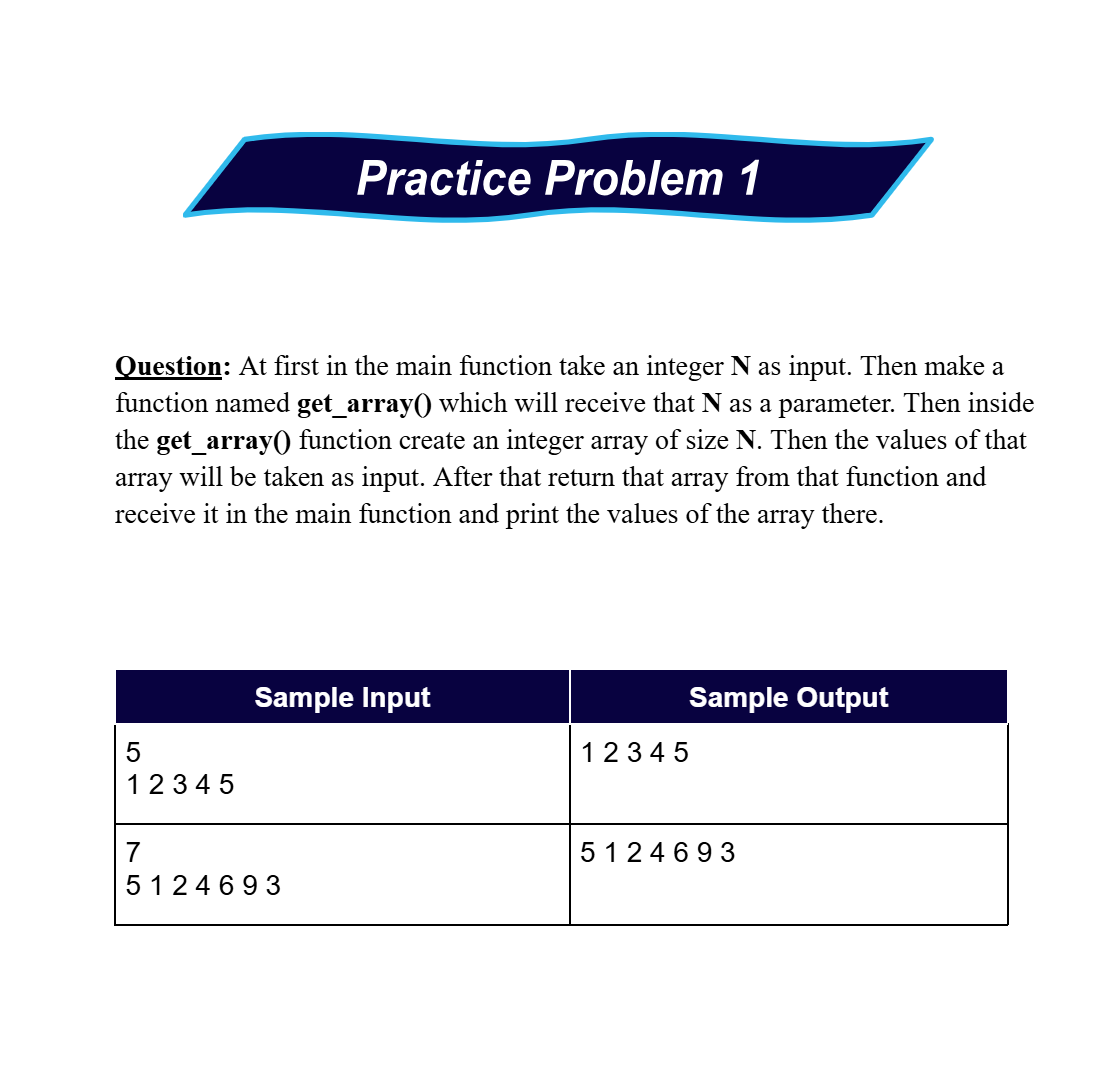 Practice Problem 1
Question: At first in the main function take an integer N as input. Then make a
function named get_array() which will receive that N as a parameter. Then inside
the get_array() function create an integer array of size N. Then the values of that
array will be taken as input. After that return that array from that function and
receive it in the main function and print the values of the array there.
Sample Input
Sample Output
5
1 2 3 4 5
1 2 3 4 5
7
5 1 2 4 6 9 3
5 1 2 4 6 9 3